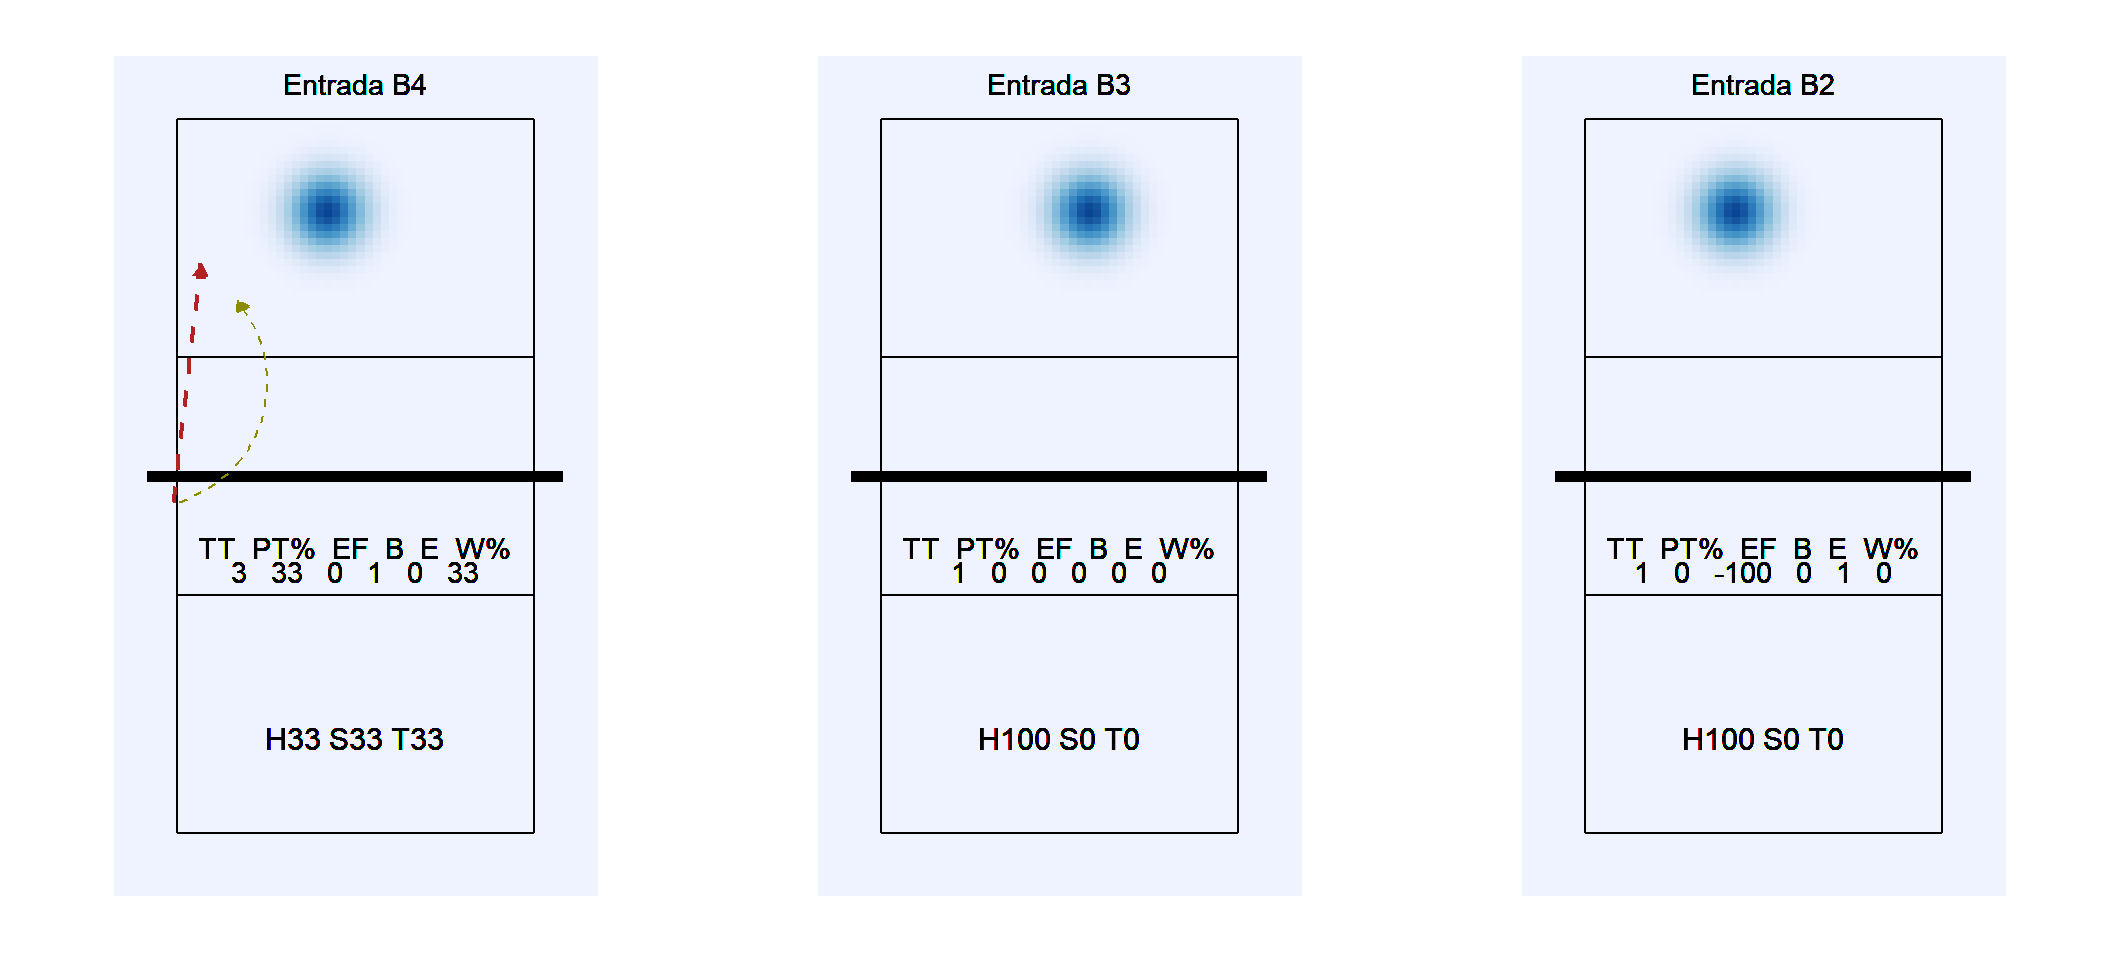 Entrada B4
TT PT% EF B E W%
3 33 0 1 0 33
H33 S33 T33
Entrada B3
TT PT% EF B E W%
1 0 0 0 0 0
H100 S0 T0
Entrada B2
TT PT% EF B E W%
1 0 -100 0 1 0
H100 S0 T0